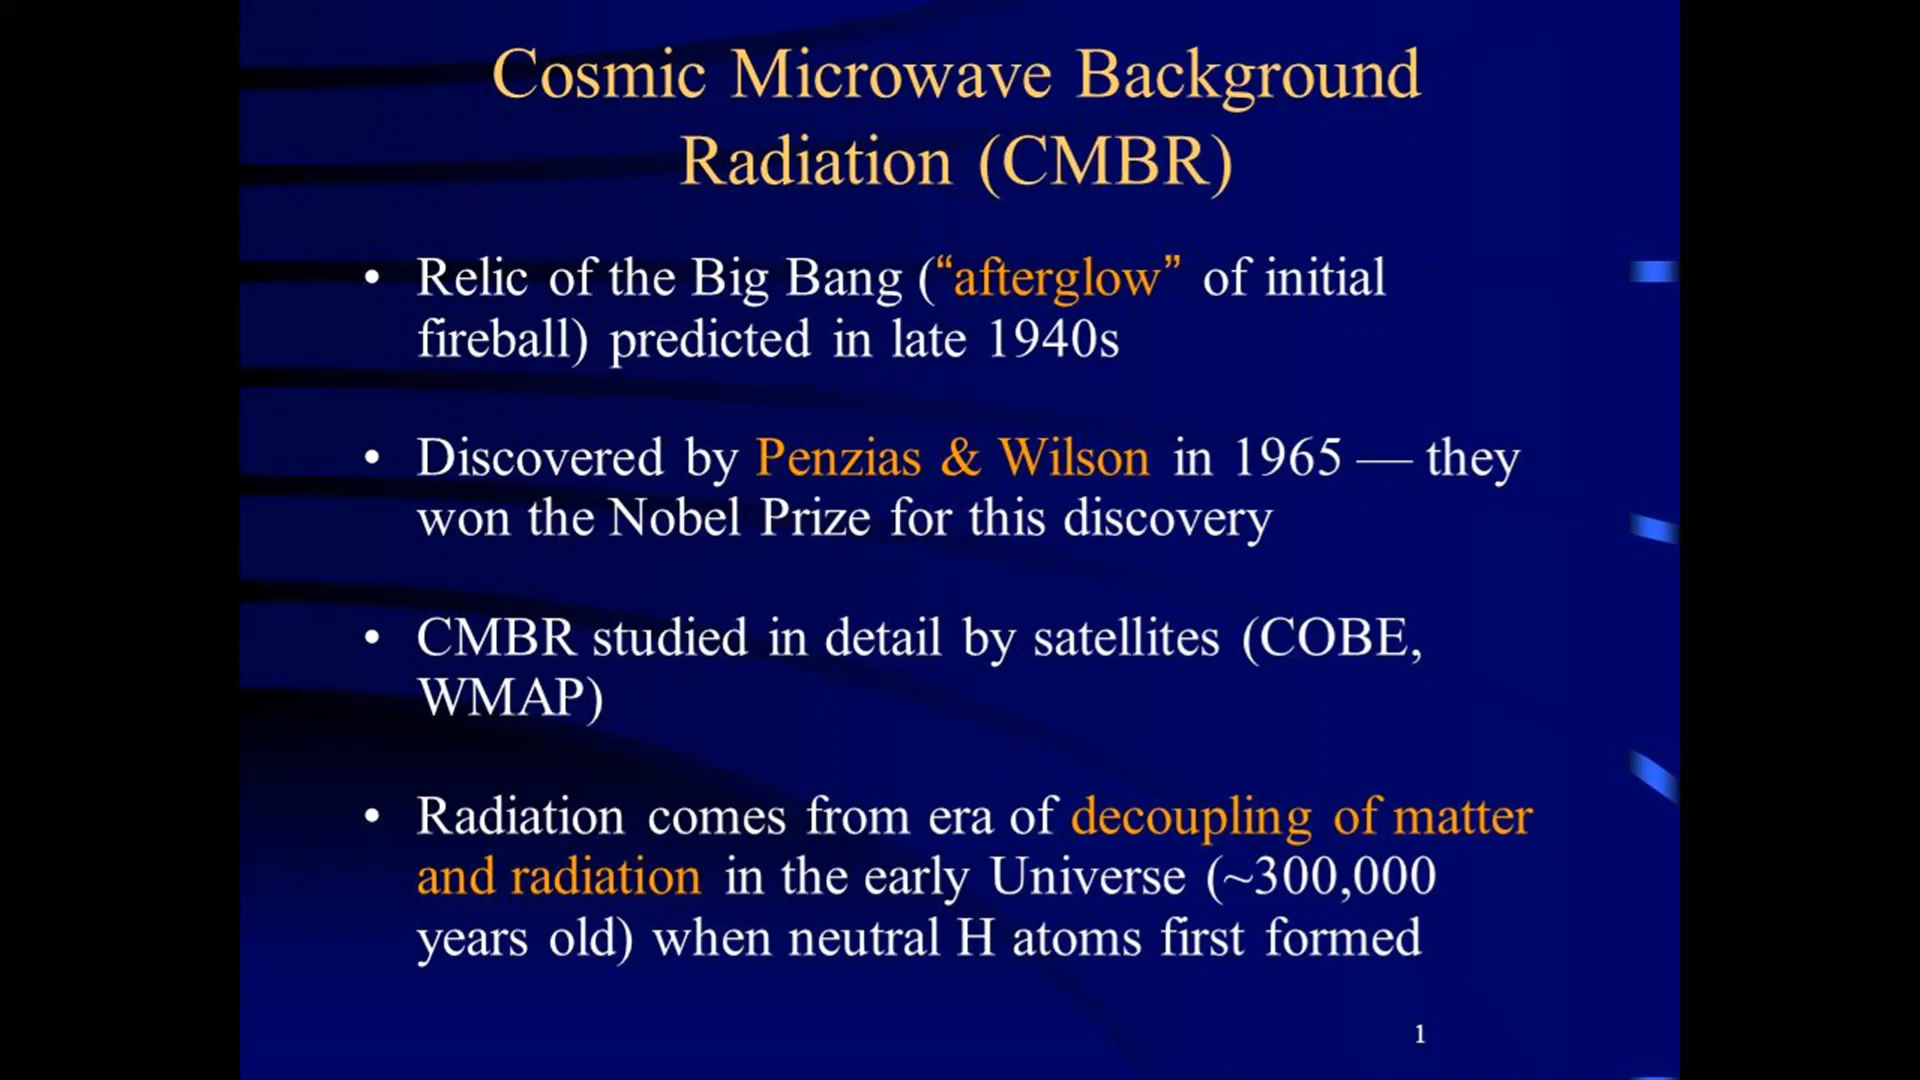 Cosmic Microwave Background
Radiation (CMBR)
• Relic of the Big Bang (“afterglow” of initial
fireball) predicted in late 1940s
• Discovered by Penzias & Wilson in 1965 — they
won the Nobel Prize for this discovery
• CMBR studied in detail by satellites (COBE,
WMAP)
• Radiation comes from era of decoupling of matter
and radiation in the early Universe (~300,000
years old) when neutral H atoms first formed
1